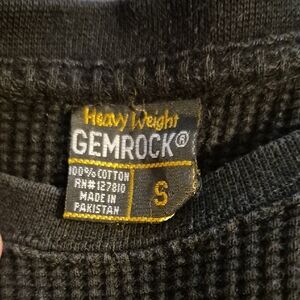 Heavy Weight
GEMROCK®
100% COTTON
RN#127810
MADE IN
PAKISTAN
S